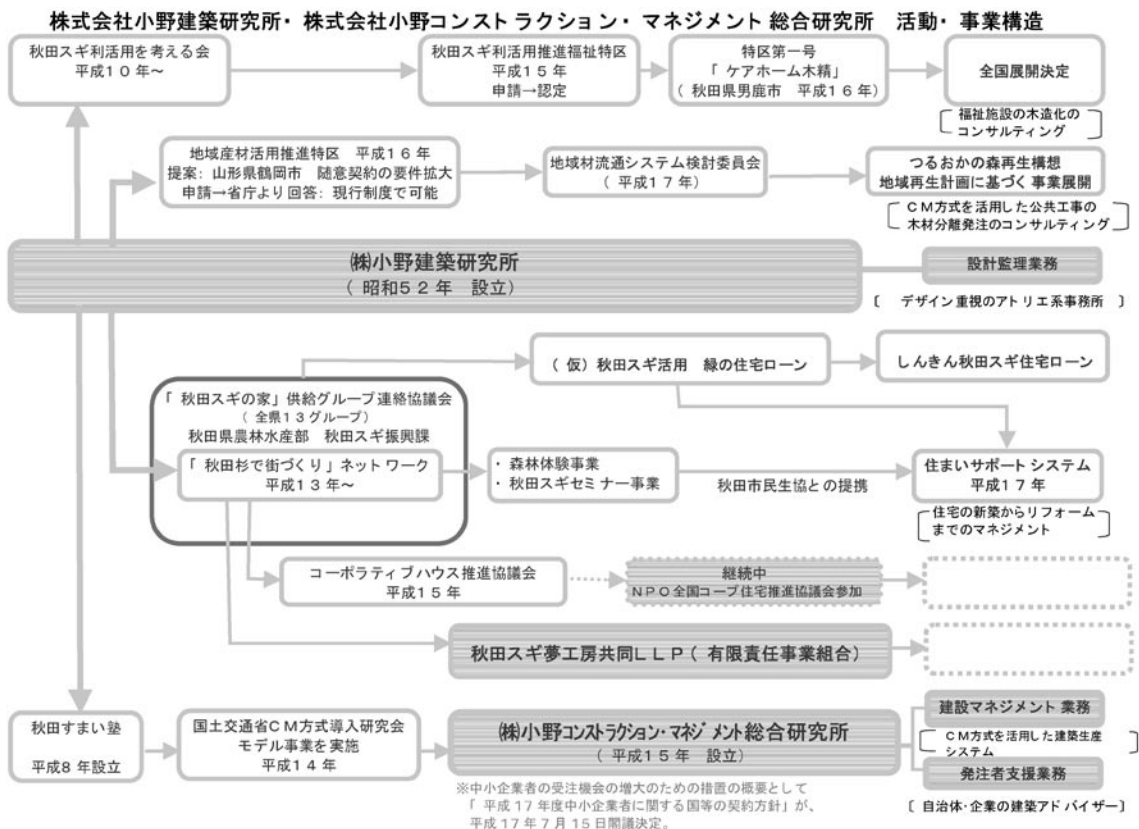 株式会社小野建築研究所・株式会社小野コンストラクション・マネジメント総合研究所　活動・事業構造
秋田スギ利活用を考える会
平成10年～
秋田スギ利活用推進福祉特区
平成15年
申請→認定
特区第一号
「ケアホーム木精」
(秋田県男鹿市　平成16年)
全国展開決定
福祉施設の木造化の
コンサルティング
地域産材活用推進特区　平成16年
提案: 山形県鶴岡市　随意契約の要件拡大
申請→省庁より回答: 現行制度で可能
地域材流通システム検討委員会
(平成17年)
つるおかの森再生構想
地域再生計画に基づく事業展開
CM方式を活用した公共工事の
木材分離発注のコンサルティング
㈱小野建築研究所
(昭和52年　設立)
設計監理業務
〔　デザイン重視のアトリエ系事務所　〕
(仮)秋田スギ活用　緑の住宅ローン
しんきん秋田スギ住宅ローン
「秋田スギの家」供給グループ連絡協議会
(全県13グループ)
秋田県農林水産部　秋田スギ振興課
「秋田杉で街づくり」ネットワーク
平成13年～
・森林体験事業
・秋田スギセミナー事業
秋田市民生協との提携
住まいサポートシステム
平成17年
住宅の新築からリフォーム
までのマネジメント
コーポラティブハウス推進協議会
平成15年
継続中
NPO全国コープ住宅推進協議会参加
秋田スギ夢工房共同LLP(有限責任事業組合)
秋田すまい塾
平成8年設立
国土交通省CM方式導入研究会
モデル事業を実施
平成14年
㈱小野コンストラクション・マネジメント総合研究所
(平成15年　設立)
建設マネジメント業務
CM方式を活用した建築生産
システム
発注者支援業務
〔 自治体・企業の建築アドバイザー〕
※中小企業者の受注機会の増大のための措置の概要として
「平成17年度中小企業者に関する国等の契約方針」が、
平成17年7月15日閣議決定。